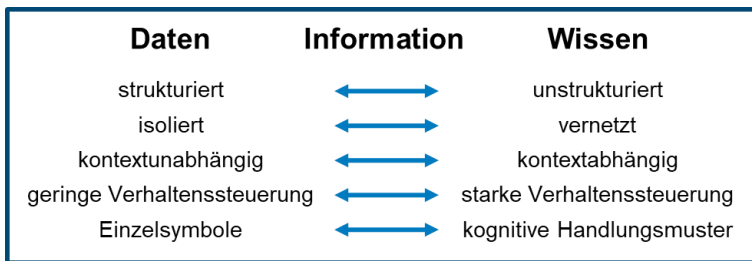 Daten Information Wissen
strukturiert unstrukturiert
isoliert vernetzt
kontextunabhängig kontextabhängig
geringe Verhaltenssteuerung starke Verhaltenssteuerung
Einzelsymbole kognitive Handlungsmuster